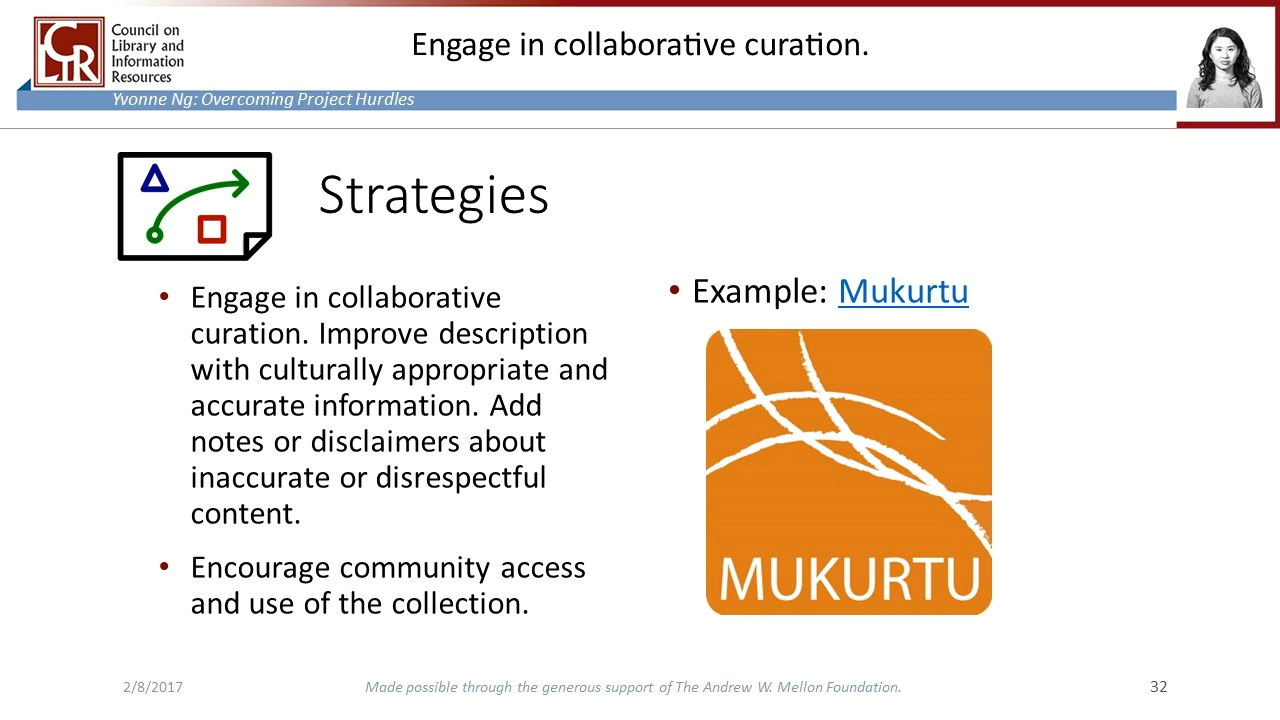 Council on
Library and
Information
Resources
CLIR
Engage in collaborative curation.
Yvonne Ng: Overcoming Project Hurdles
Strategies
• Engage in collaborative
curation. Improve description
with culturally appropriate and
accurate information. Add
notes or disclaimers about
inaccurate or disrespectful
content.
• Encourage community access
and use of the collection.
• Example: Mukurtu
MUKURTU
2/8/2017
Made possible through the generous support of The Andrew W. Mellon Foundation.
32